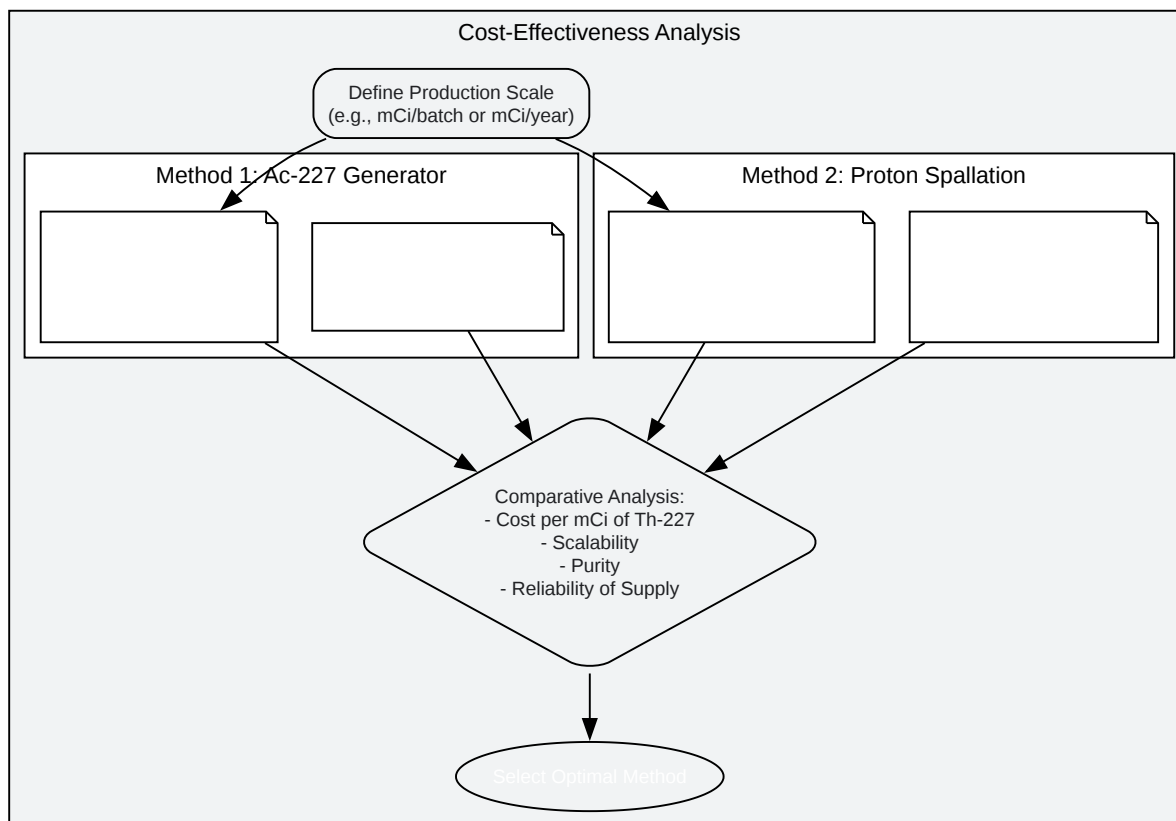 Cost-Effectiveness Analysis
Define Production Scale
(e.g., mCi/batch or mCi/year)
Method 1: Ac-227 Generator
Method 2: Proton Spallation
Comparative Analysis:
- Cost per mCi of Th-227
- Scalability
- Purity
- Reliability of Supply
Select Optimal Method